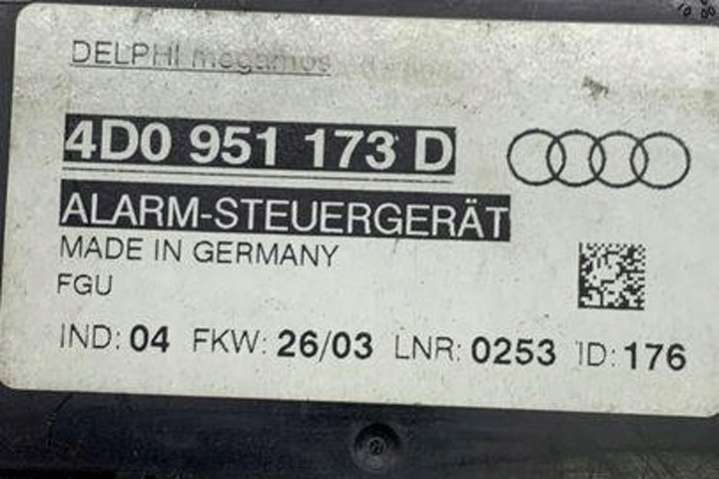 DELPHI megamos
4D0 951 173 D
ALARM-STEUERGERÄT
MADE IN GERMANY
FGU
IND: 04 FKW: 26/03 LNR: 0253 ID: 176